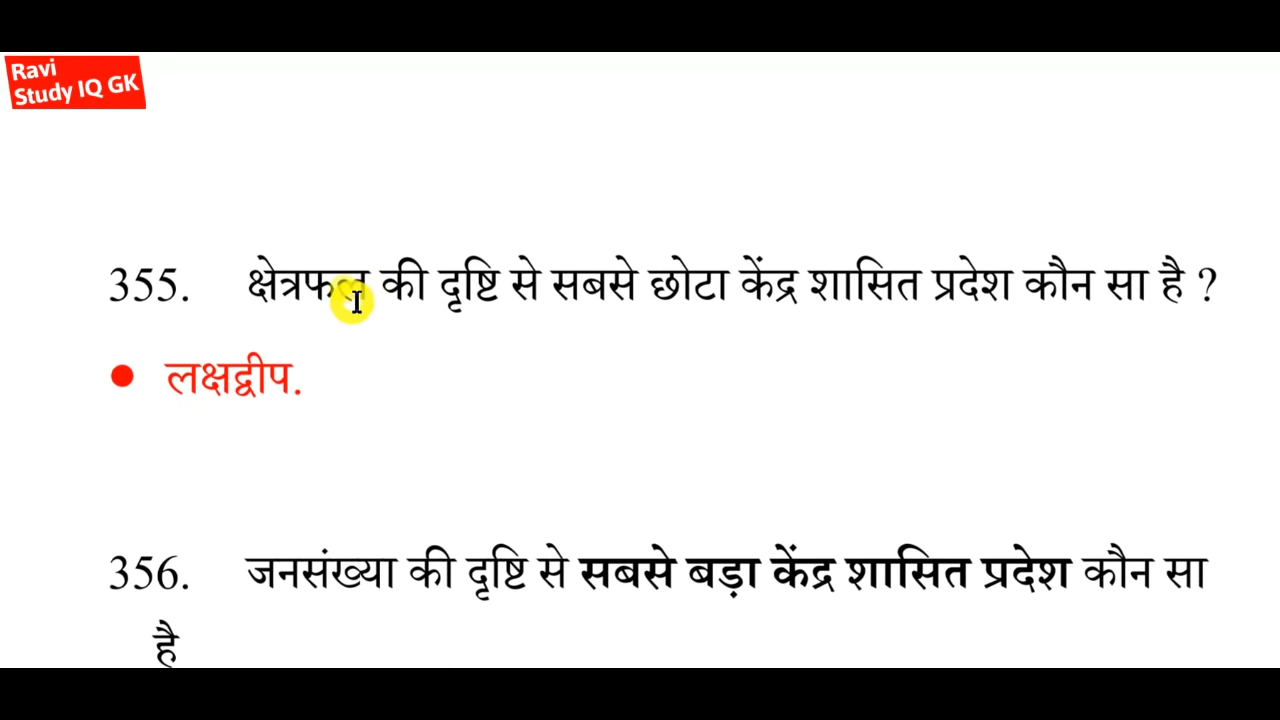 Ravi
Study IQ GK
355. क्षेत्रफल की दृष्टि से सबसे छोटा केंद्र शासित प्रदेश कौन सा है ?
● लक्षद्वीप.
356. जनसंख्या की दृष्टि से सबसे बड़ा केंद्र शासित प्रदेश कौन सा
है